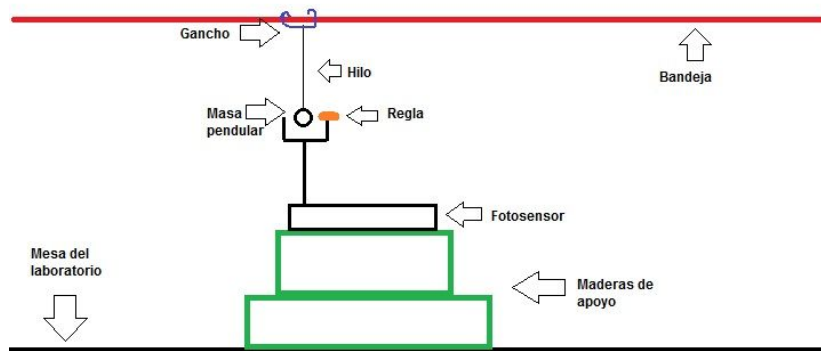 Gancho
Hilo
Bandeja
Masa
pendular
Regla
Fotosensor
Mesa del
laboratorio
Maderas de
apoyo